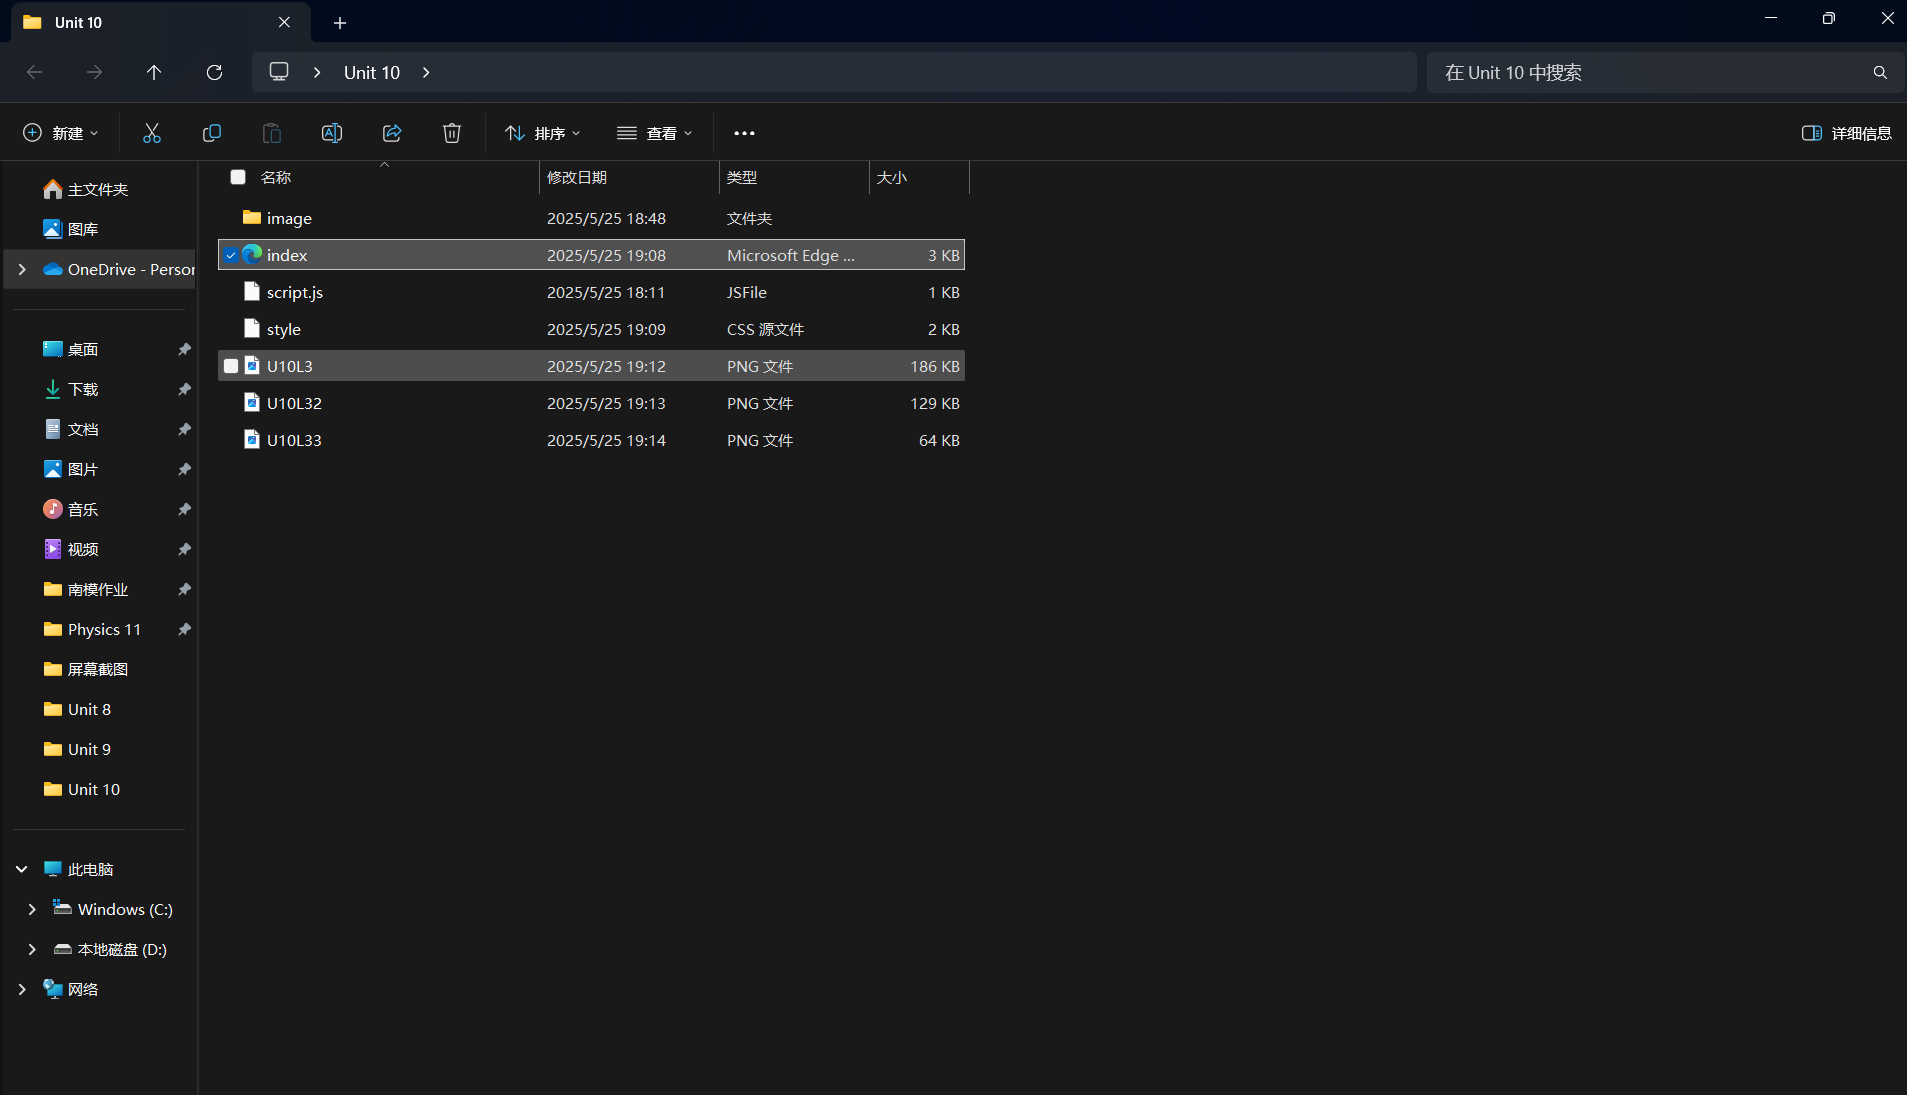 Unit 10
Unit 10
在 Unit 10 中搜索
新建
排序
查看
详细信息
主文件夹
图库
OneDrive - Person
桌面
下载
文档
图片
音乐
视频
南模作业
Physics 11
屏幕截图
Unit 8
Unit 9
Unit 10
此电脑
Windows (C:)
本地磁盘 (D:)
网络
名称 修改日期 类型 大小
image 2025/5/25 18:48 文件夹
index 2025/5/25 19:08 Microsoft Edge ... 3 KB
script.js 2025/5/25 18:11 JSFile 1 KB
style 2025/5/25 19:09 CSS 源文件 2 KB
U10L3 2025/5/25 19:12 PNG 文件 186 KB
U10L32 2025/5/25 19:13 PNG 文件 129 KB
U10L33 2025/5/25 19:14 PNG 文件 64 KB